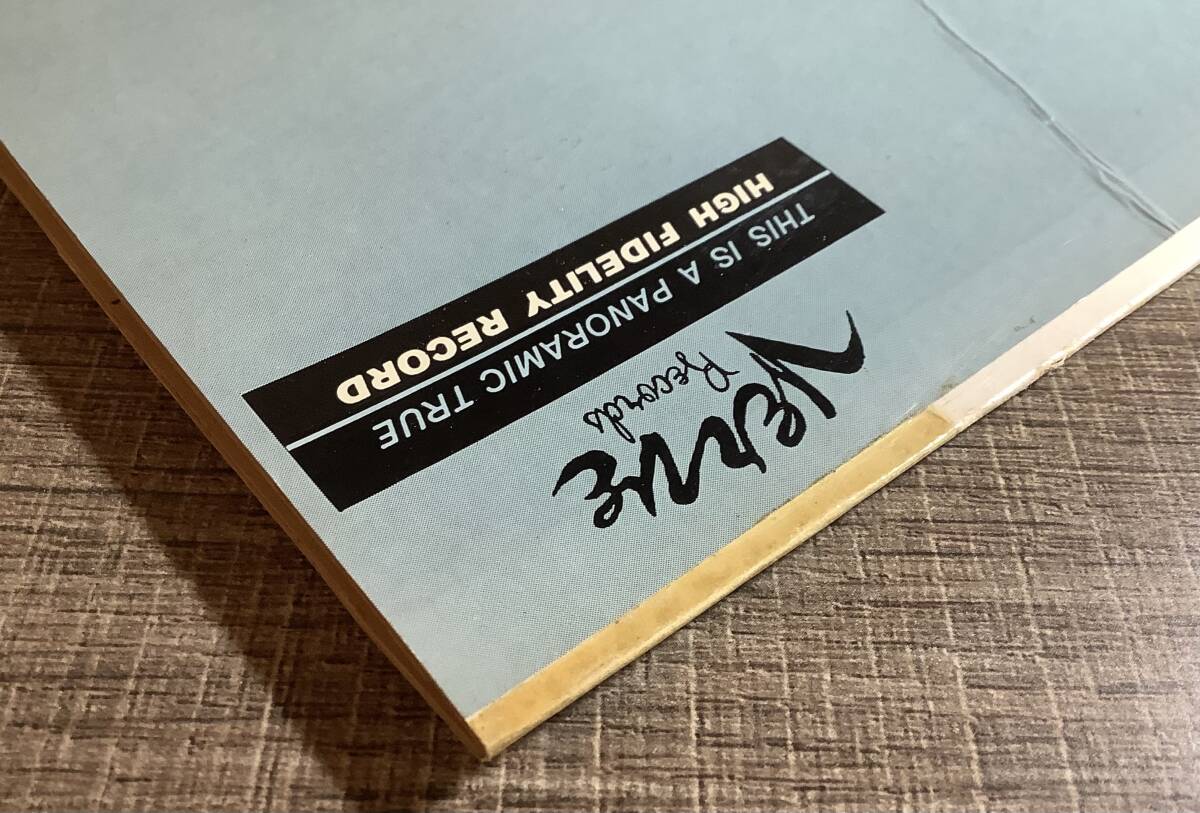 Verve
Records
THIS IS A PANORAMIC TRUE
HIGH FIDELITY RECORD